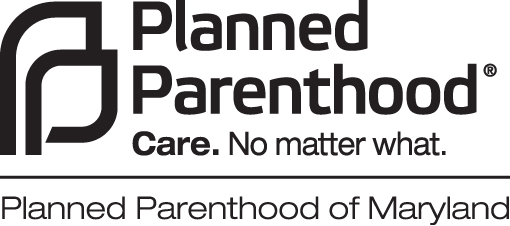 Planned
Parenthood®
Care. No matter what.
Planned Parenthood of Maryland